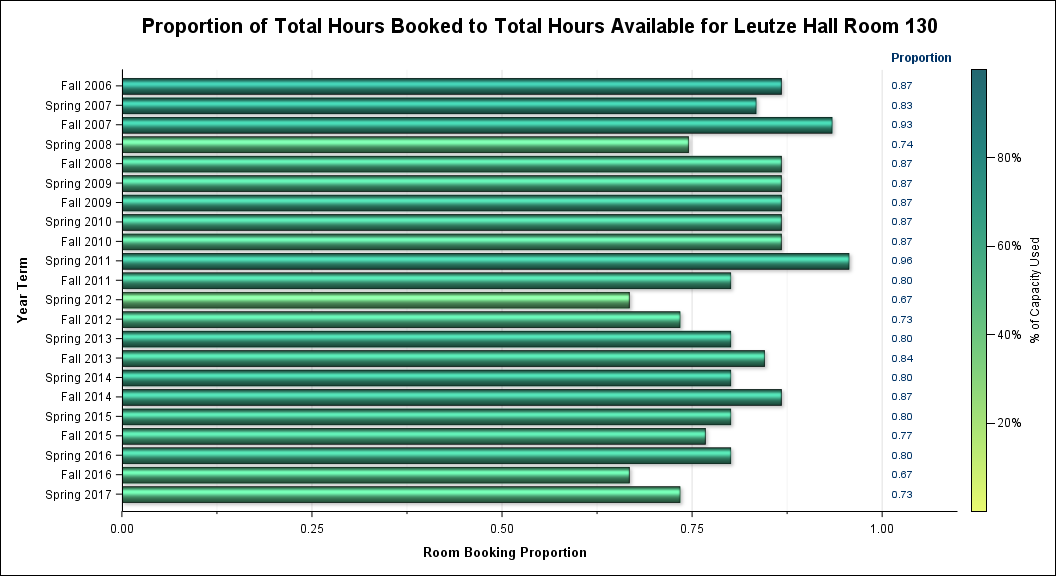 Proportion of Total Hours Booked to Total Hours Available for Leutze Hall Room 130
Proportion
Fall 2006 0.87
Spring 2007 0.83
Fall 2007 0.93
Spring 2008 0.74
Fall 2008 0.87
Spring 2009 0.87
Fall 2009 0.87
Spring 2010 0.87
Fall 2010 0.87
Spring 2011 0.96
Fall 2011 0.80
Spring 2012 0.67
Fall 2012 0.73
Spring 2013 0.80
Fall 2013 0.84
Spring 2014 0.80
Fall 2014 0.87
Spring 2015 0.80
Fall 2015 0.77
Spring 2016 0.80
Fall 2016 0.67
Spring 2017 0.73
Year Term
0.00 0.25 0.50 0.75 1.00
Room Booking Proportion
80%
60%
40%
20%
% of Capacity Used